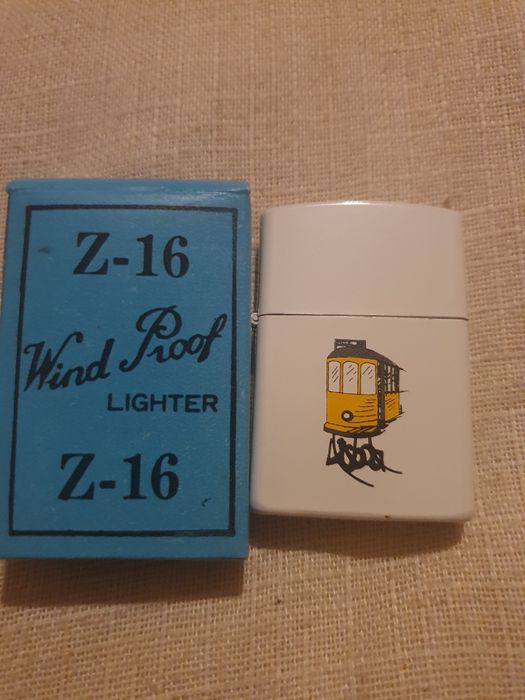 Z-16
Wind Proof
LIGHTER
Z-16
Lisboa